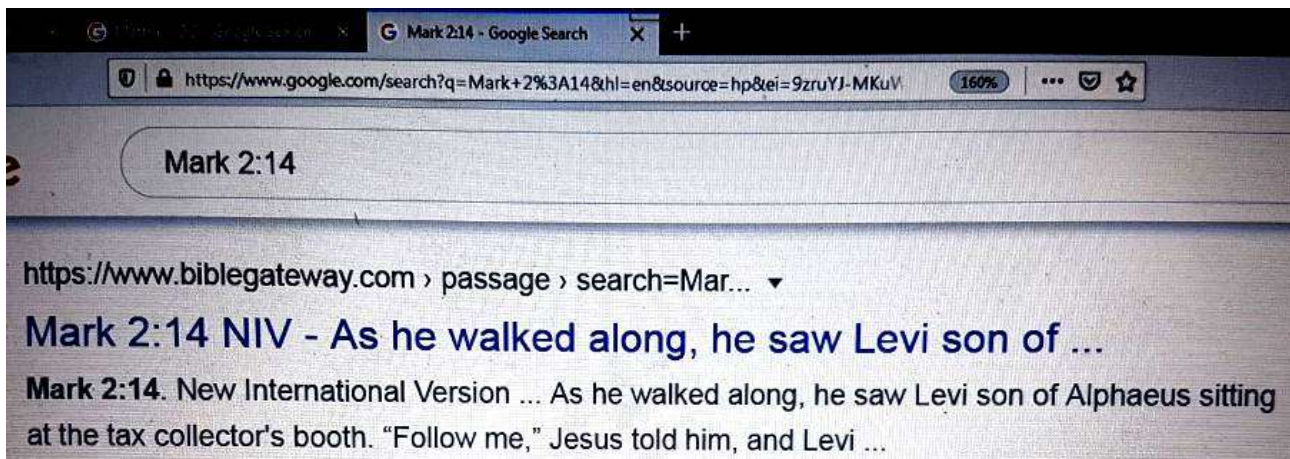 Mark 2:14 - Google Search
https://www.google.com/search?q=Mark+2%3A14&hl=en&source=hp&ei=9zruYJ-MKuV 160%
Mark 2:14
https://www.biblegateway.com › passage › search=Mar...
Mark 2:14 NIV - As he walked along, he saw Levi son of ...
Mark 2:14. New International Version ... As he walked along, he saw Levi son of Alphaeus sitting
at the tax collector's booth. “Follow me,” Jesus told him, and Levi ...